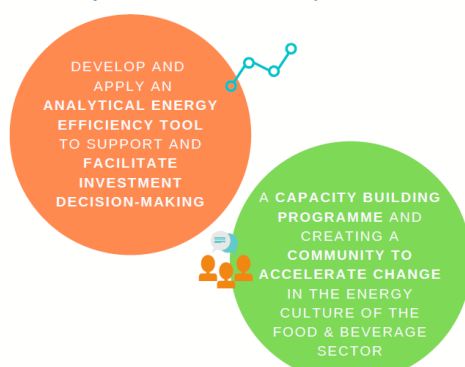 DEVELOP AND
APPLY AN
ANALYTICAL ENERGY
EFFICIENCY TOOL
TO SUPPORT AND
FACILITATE
INVESTMENT
DECISION-MAKING
A CAPACITY BUILDING
PROGRAMME AND
CREATING A
COMMUNITY TO
ACCELERATE CHANGE
IN THE ENERGY
CULTURE OF THE
FOOD & BEVERAGE
SECTOR